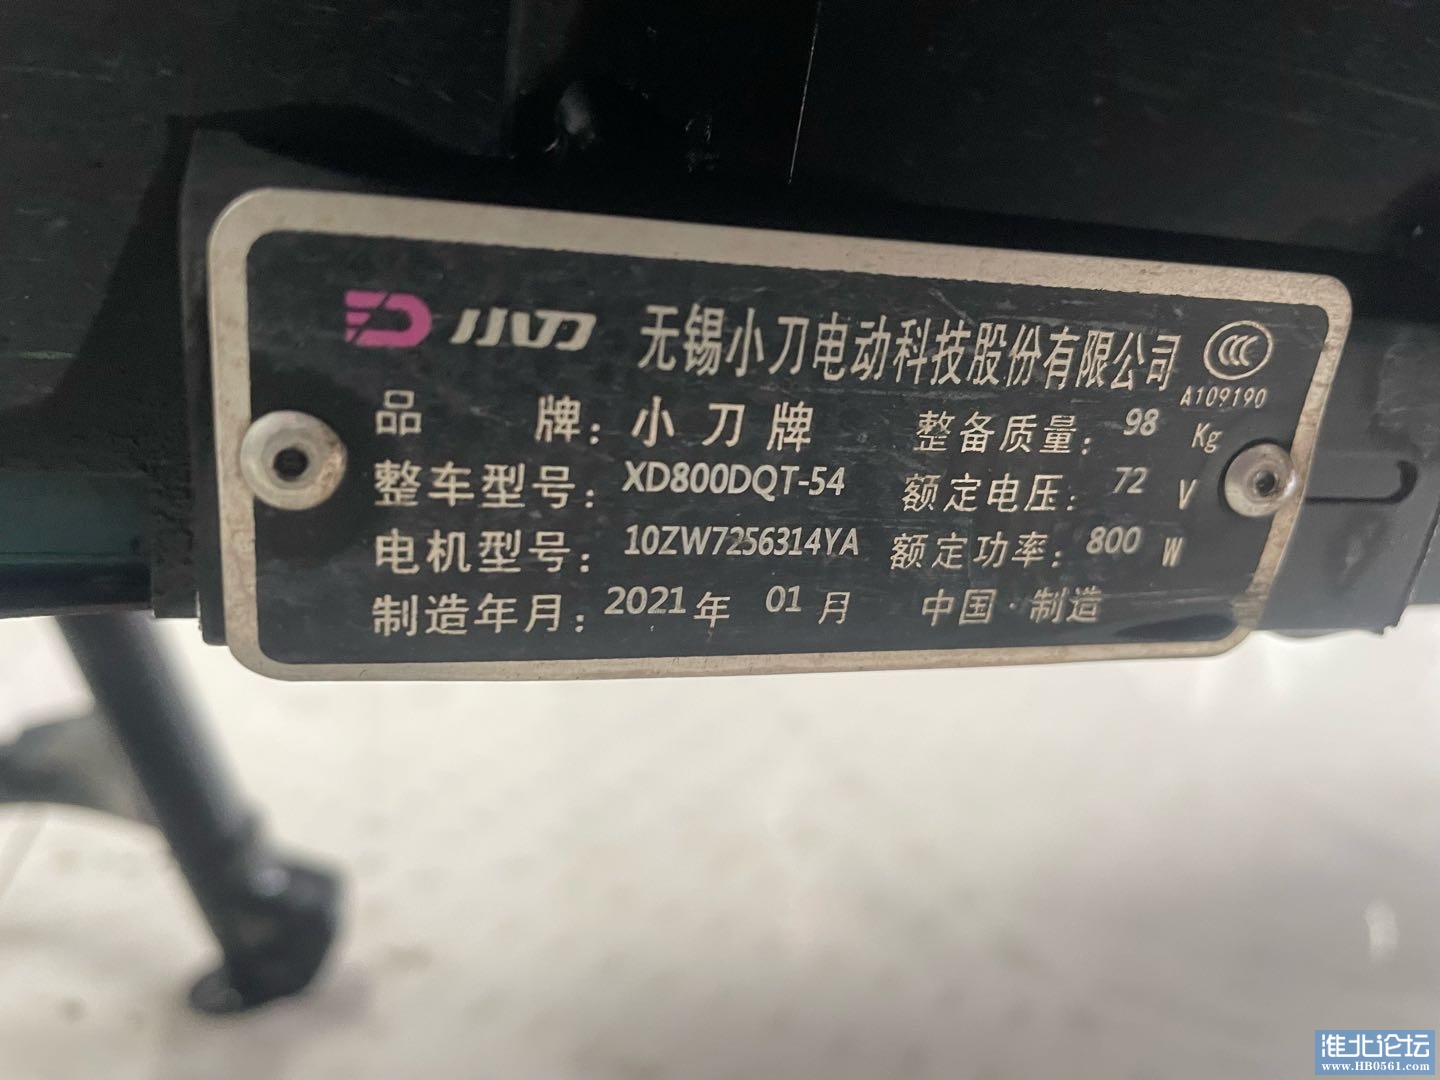 小刀 无锡小刀电动科技股份有限公司
A109190
品 牌：小刀牌 整备质量：98 Kg
整车型号：XD800DQT-54 额定电压：72 V
电机型号：10ZW7256314YA 额定功率：800 W
制造年月：2021年 01月 中国·制造
淮北论坛
www.HB0561.com